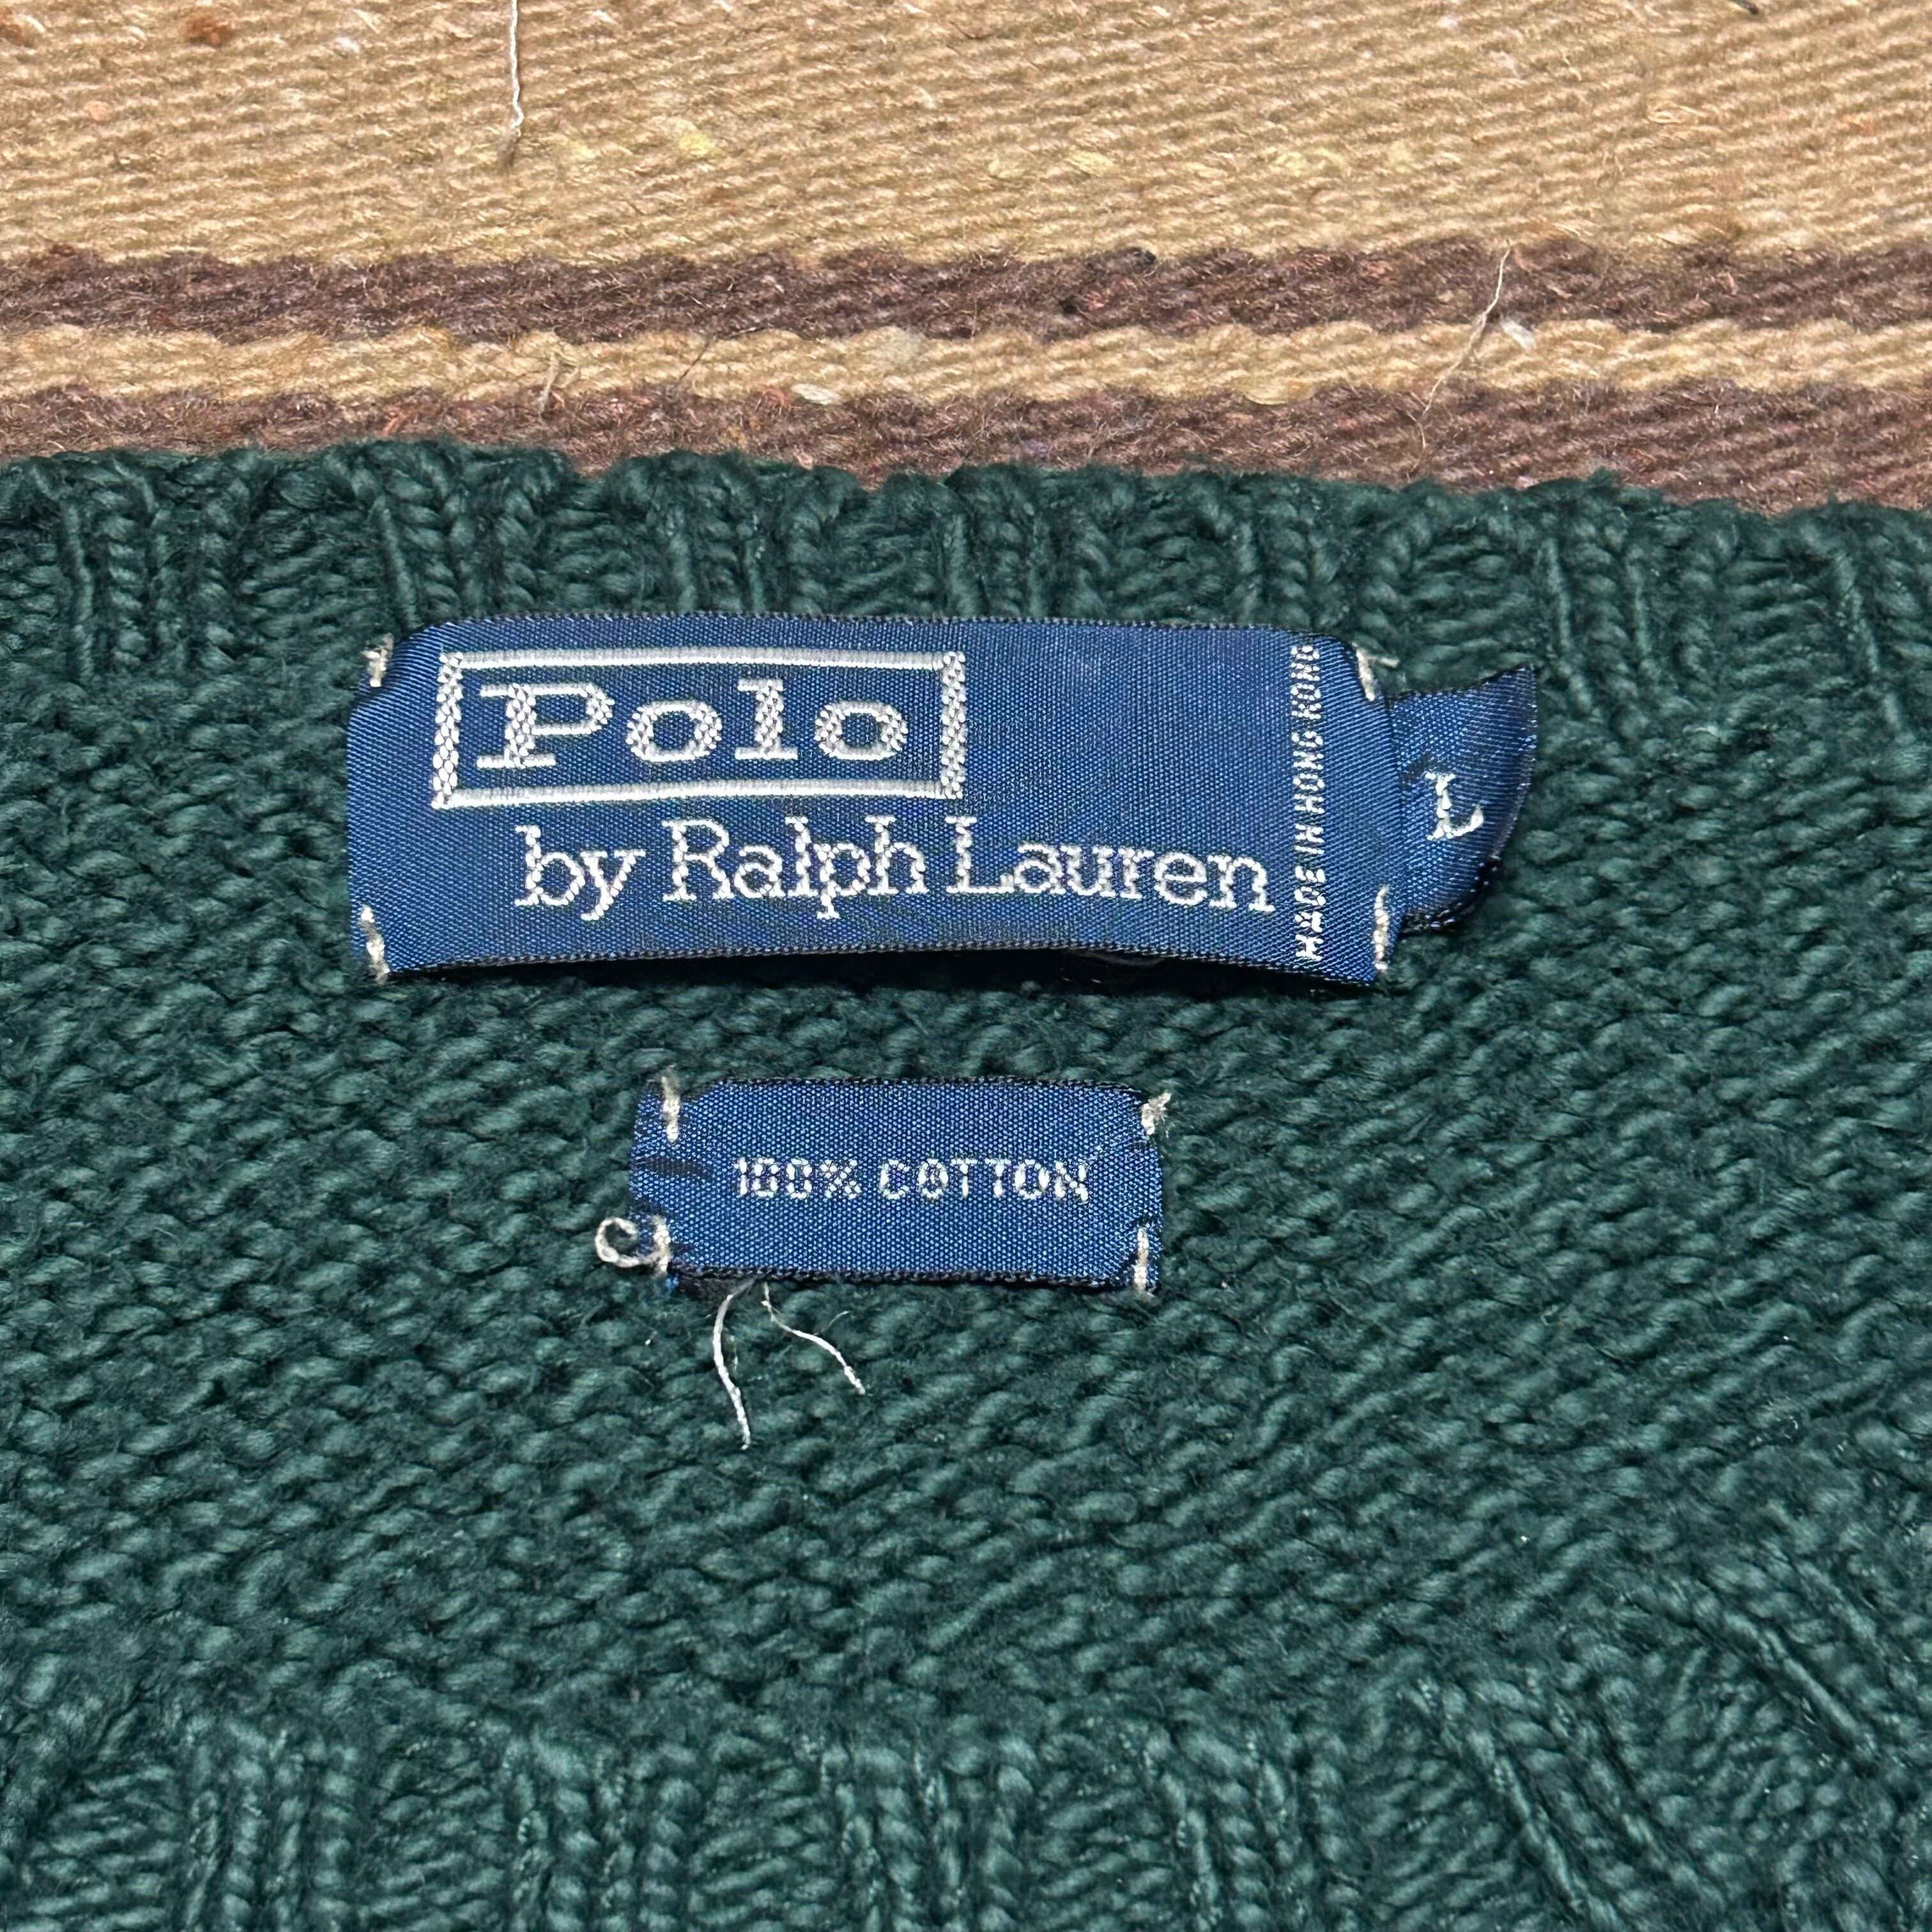 Polo
by Ralph Lauren
MADE IN HONG KONG
L
100% COTTON